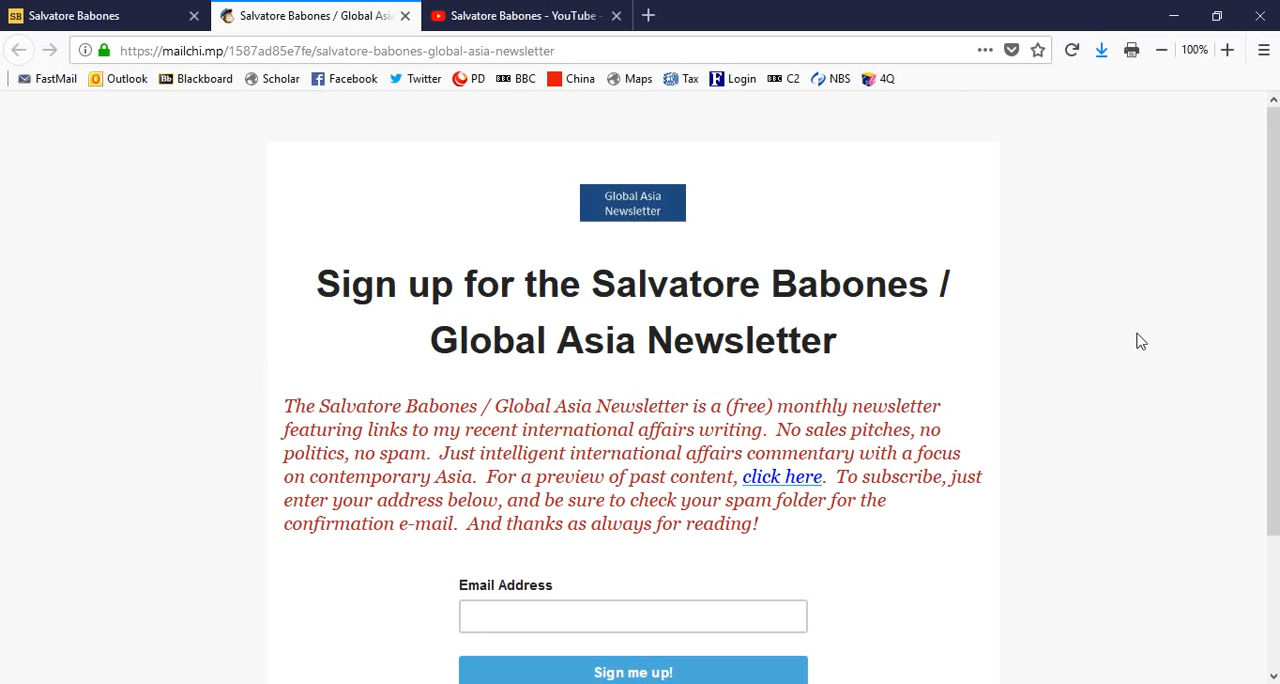 SB Salvatore Babones
Salvatore Babones / Global Asia
Salvatore Babones - YouTube -
https://mailchi.mp/1587ad85e7fe/salvatore-babones-global-asia-newsletter
100%
FastMail Outlook Bb Blackboard Scholar Facebook Twitter PD BBC BBC China Maps Tax F Login BBC C2 NBS 4Q
Global Asia
Newsletter
Sign up for the Salvatore Babones /
Global Asia Newsletter
The Salvatore Babones / Global Asia Newsletter is a (free) monthly newsletter
featuring links to my recent international affairs writing. No sales pitches, no
politics, no spam. Just intelligent international affairs commentary with a focus
on contemporary Asia. For a preview of past content, click here. To subscribe, just
enter your address below, and be sure to check your spam folder for the
confirmation e-mail. And thanks as always for reading!
Email Address
Sign me up!